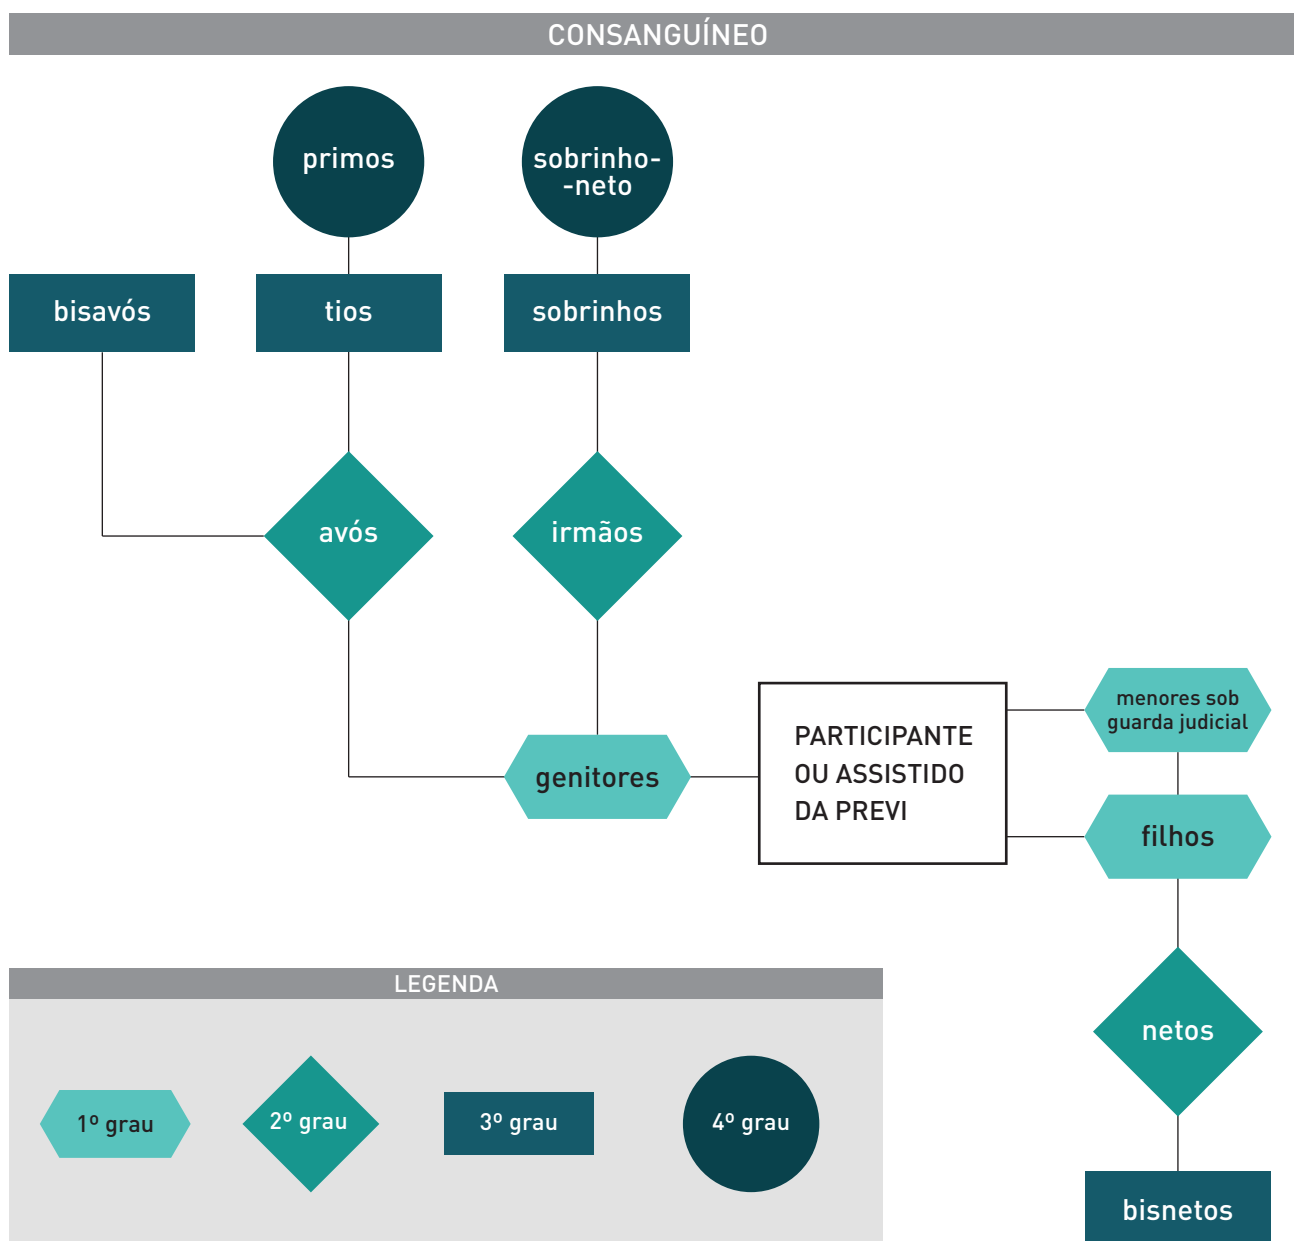 CONSANGUÍNEO
primos
sobrinho-
-neto
bisavós
tios
sobrinhos
avós
irmãos
genitores
PARTICIPANTE
OU ASSISTIDO
DA PREVI
menores sob
guarda judicial
filhos
netos
bisnetos
LEGENDA
1º grau
2º grau
3º grau
4º grau